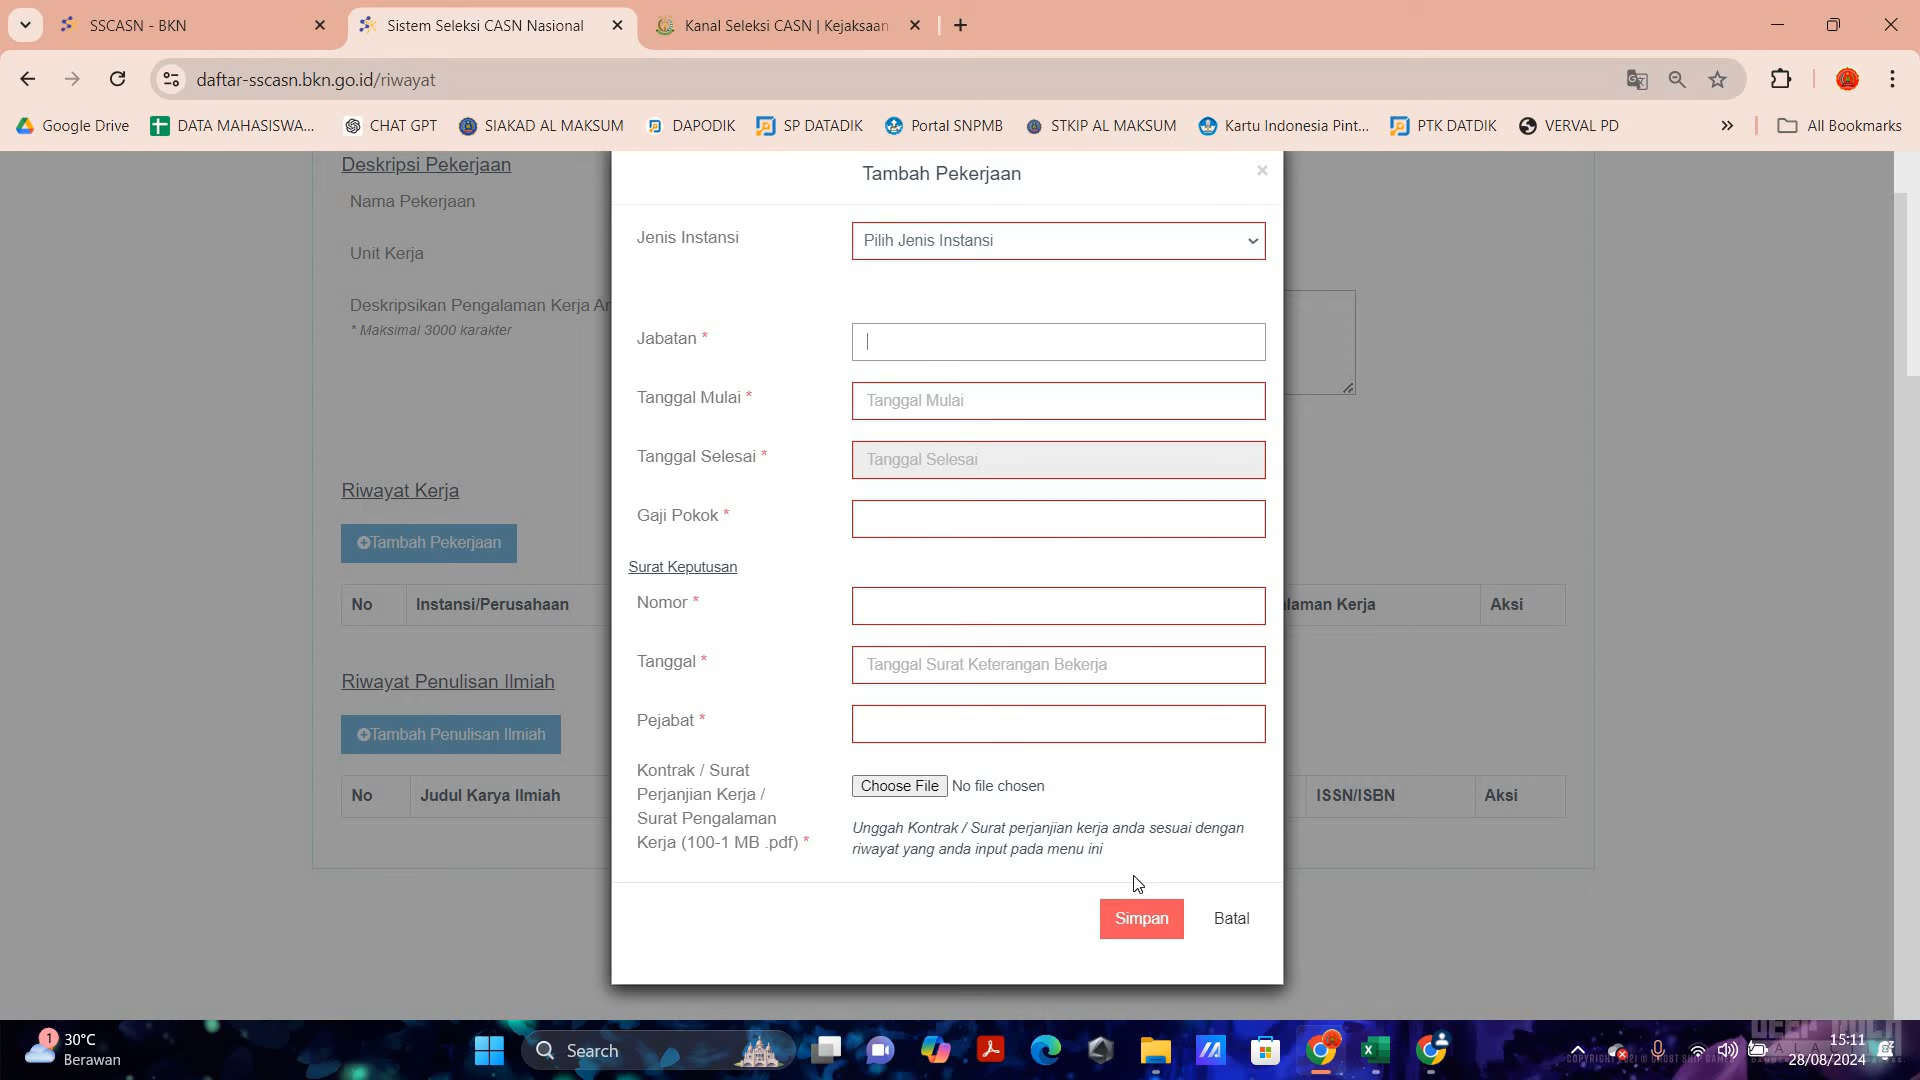 SSCASN - BKN
Sistem Seleksi CASN Nasional
Kanal Seleksi CASN | Kejaksaan
daftar-sscasn.bkn.go.id/riwayat
Google Drive
DATA MAHASISWA...
CHAT GPT
SIAKAD AL MAKSUM
DAPODIK
SP DATADIK
Portal SNPMB
STKIP AL MAKSUM
Kartu Indonesia Pint...
PTK DATDIK
VERVAL PD
All Bookmarks
Deskripsi Pekerjaan
Nama Pekerjaan
Unit Kerja
Deskripsikan Pengalaman Kerja An
* Maksimal 3000 karakter
Riwayat Kerja
Tambah Pekerjaan
No
Instansi/Perusahaan
laman Kerja
Aksi
Riwayat Penulisan Ilmiah
Tambah Penulisan Ilmiah
No
Judul Karya Ilmiah
ISSN/ISBN
Aksi
Tambah Pekerjaan
×
Jenis Instansi
Pilih Jenis Instansi
Jabatan *
Tanggal Mulai *
Tanggal Mulai
Tanggal Selesai *
Tanggal Selesai
Gaji Pokok *
Surat Keputusan
Nomor *
Tanggal *
Tanggal Surat Keterangan Bekerja
Pejabat *
Kontrak / Surat
Perjanjian Kerja /
Surat Pengalaman
Kerja (100-1 MB .pdf) *
Choose File No file chosen
Unggah Kontrak / Surat perjanjian kerja anda sesuai dengan
riwayat yang anda input pada menu ini
Simpan
Batal
1
30°C
Berawan
Search
15:11
28/08/2024